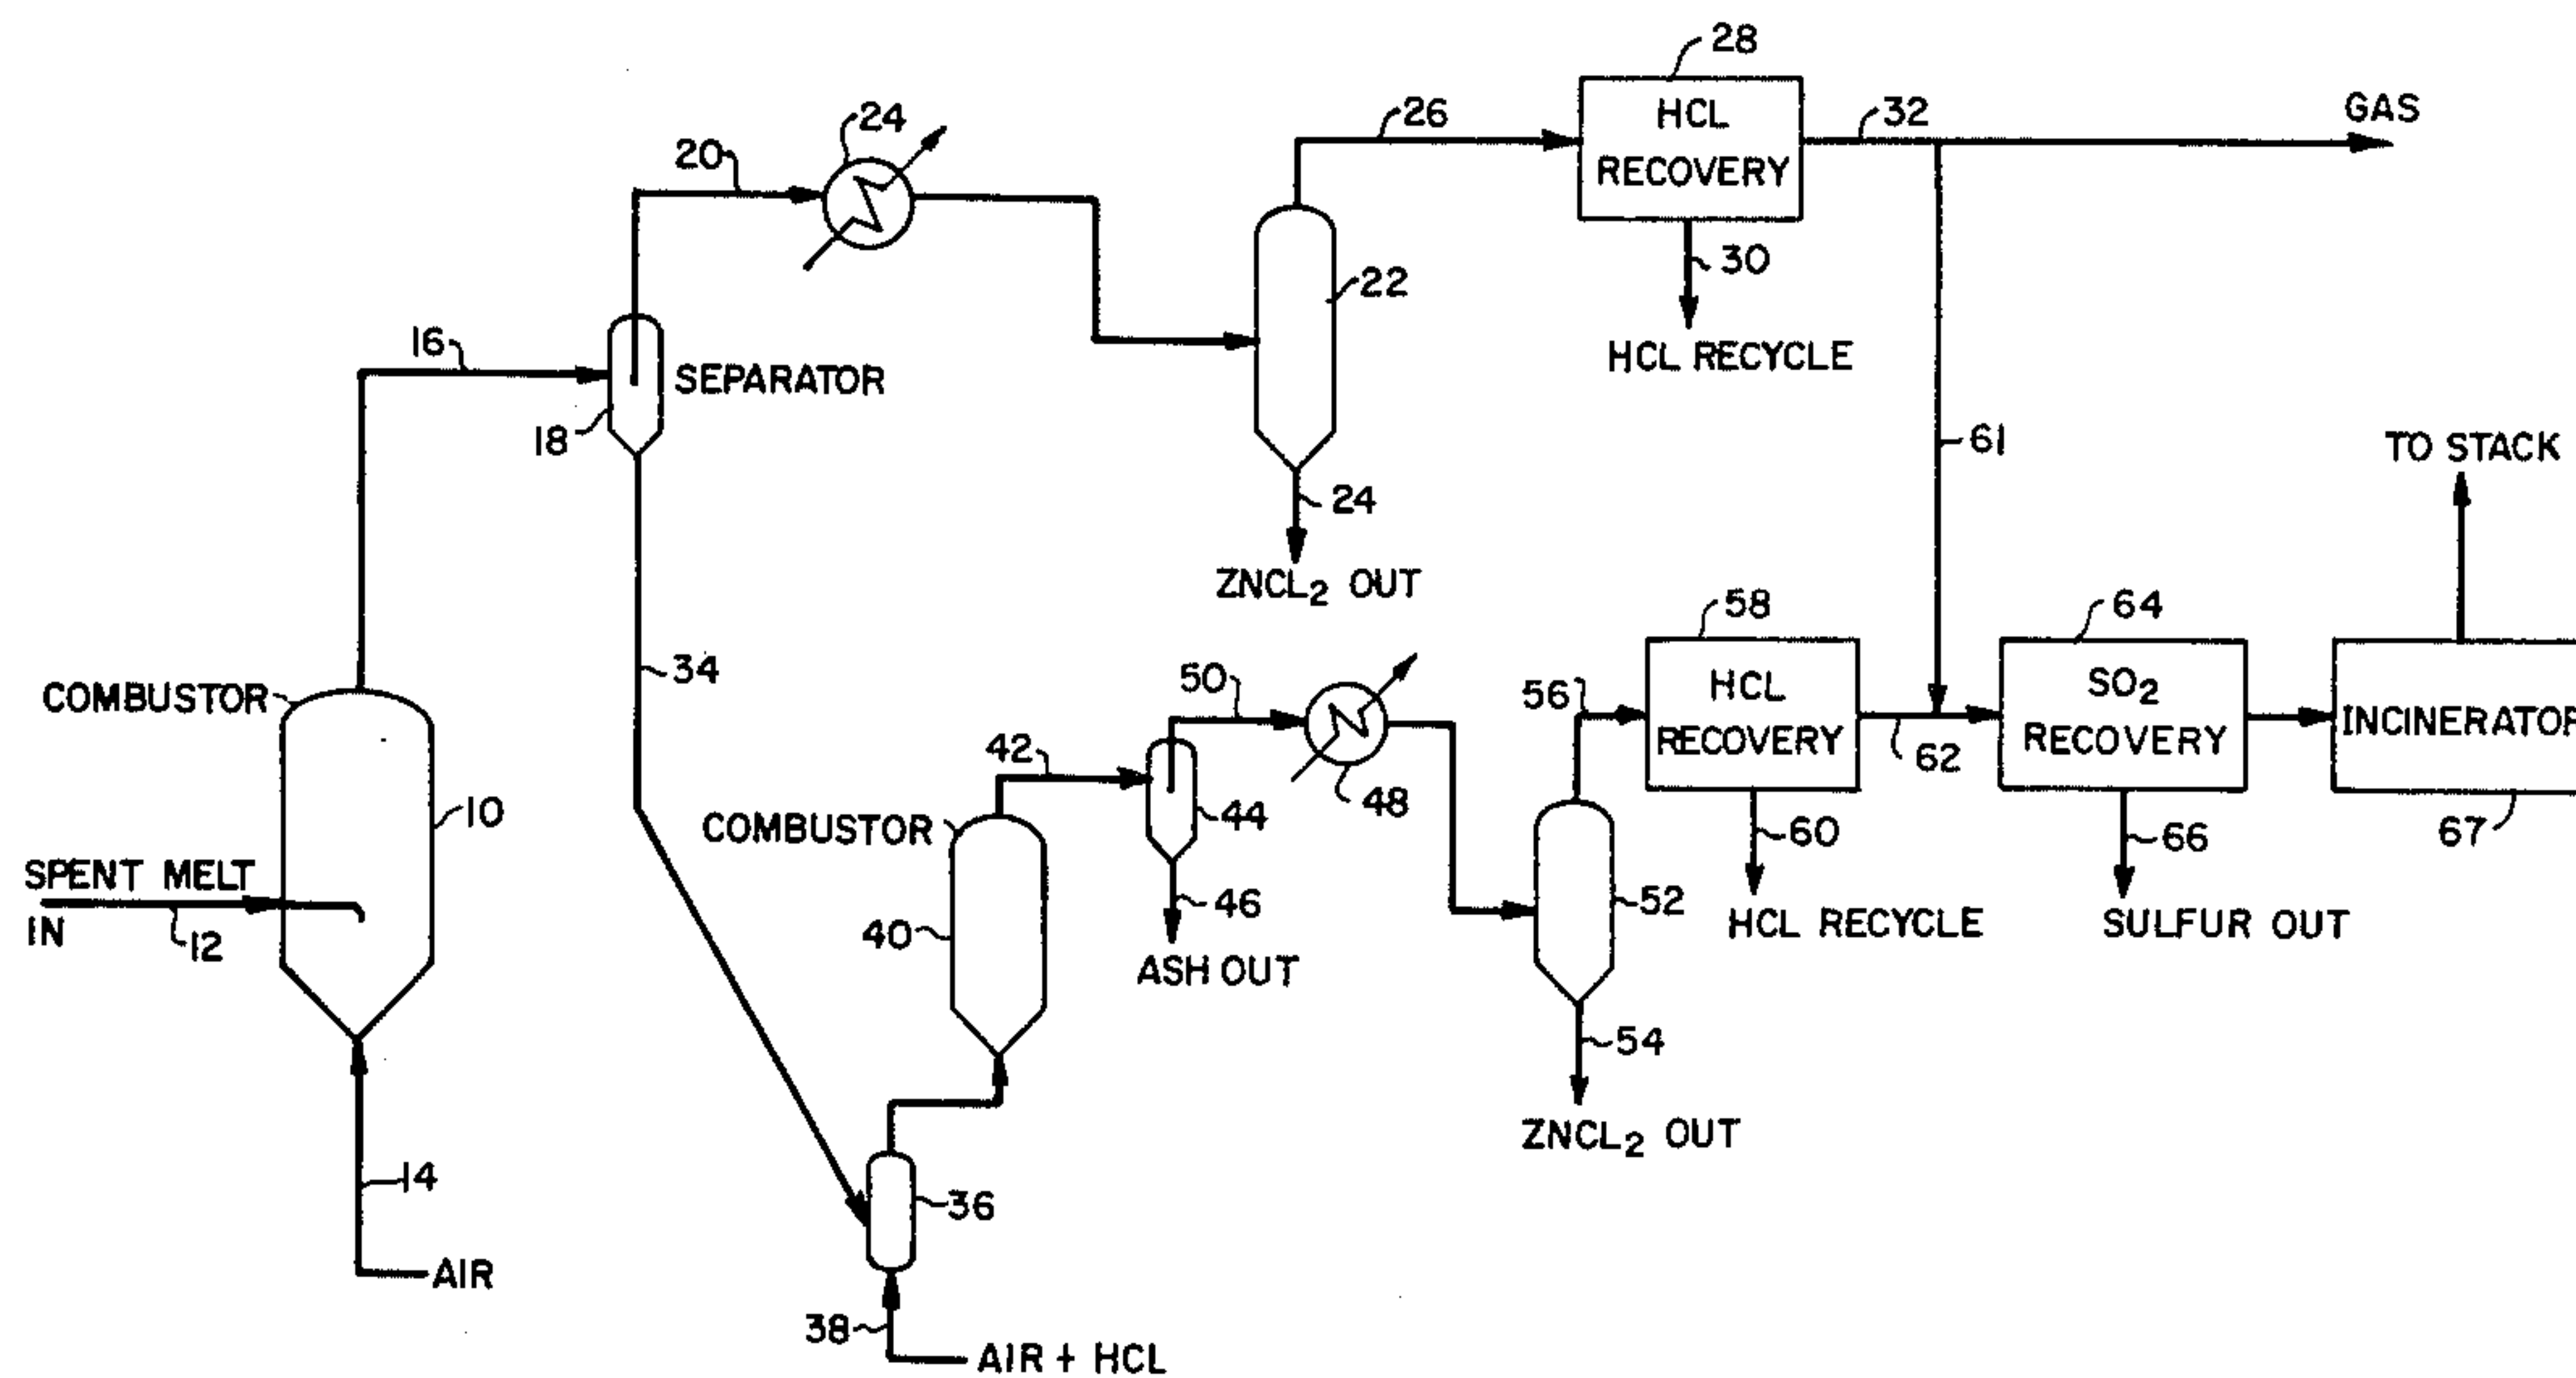 28
HCL
RECOVERY
26
32
GAS
24
20
30
22
HCL RECYCLE
16
SEPARATOR
18
61
TO STACK
24
ZNCL2 OUT
34
58
64
COMBUSTOR
50
56
HCL
RECOVERY
SO2
RECOVERY
INCINERATOR
42
62
48
COMBUSTOR
44
10
60
66
67
SPENT MELT
IN
12
46
52
40
HCL RECYCLE
SULFUR OUT
ASH OUT
54
ZNCL2 OUT
14
36
AIR
38
AIR + HCL